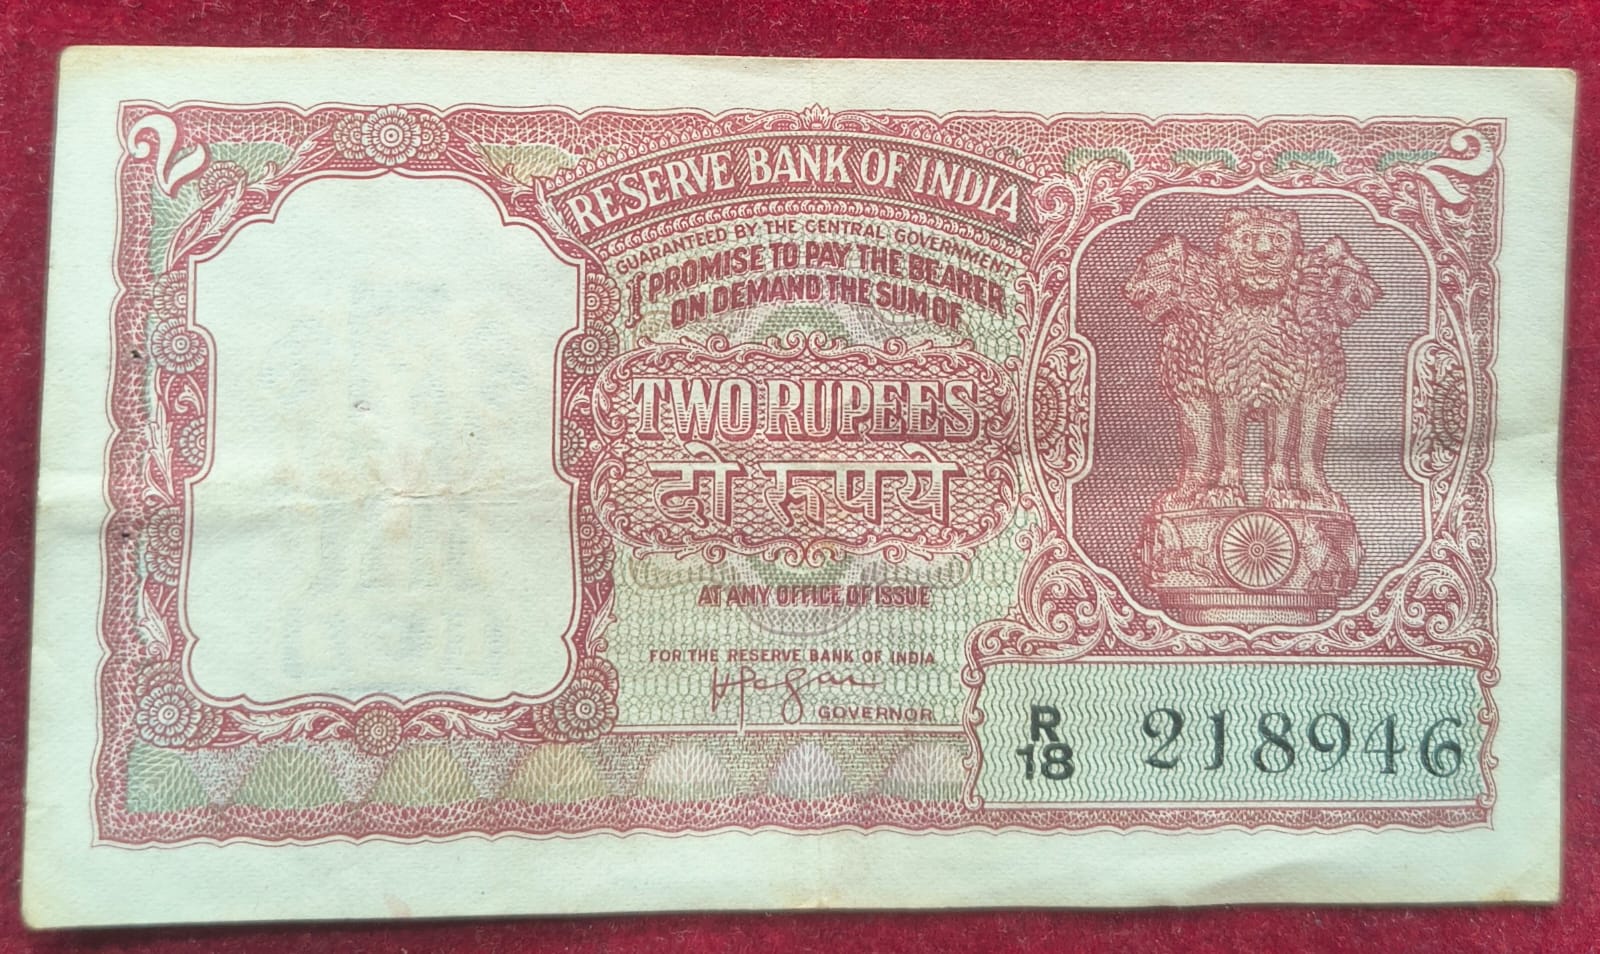 2
2
RESERVE BANK OF INDIA
GUARANTEED BY THE CENTRAL GOVERNMENT
I PROMISE TO PAY THE BEARER
ON DEMAND THE SUM OF
TWO RUPEES
दो रूपये
AT ANY OFFICE OF ISSUE
FOR THE RESERVE BANK OF INDIA
GOVERNOR
R
18 218946